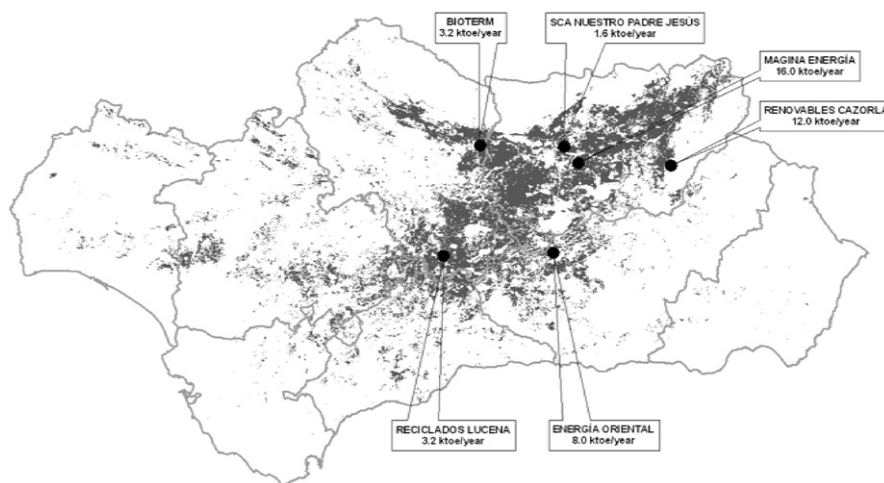 BIOTERM
3.2 ktoe/year
SCA NUESTRO PADRE JESÚS
1.6 ktoe/year
MAGINA ENERGÍA
16.0 ktoe/year
RENOVABLES CAZORLA
12.0 ktoe/year
RECICLADOS LUCENA
3.2 ktoe/year
ENERGÍA ORIENTAL
8.0 ktoe/year